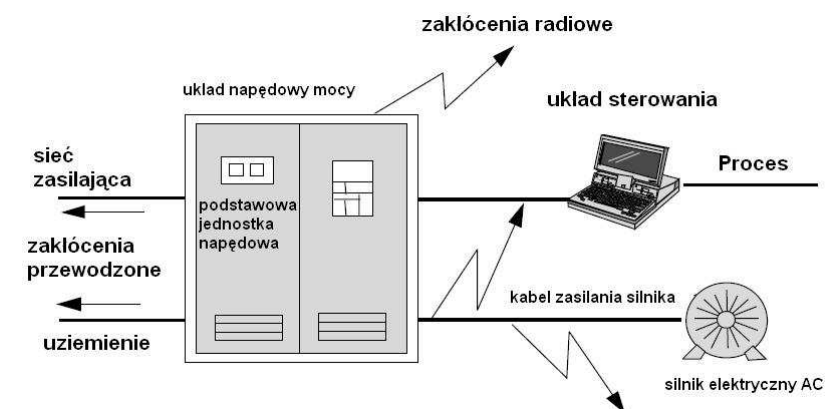 zakłócenia radiowe
układ napędowy mocy
układ sterowania
sieć
zasilająca
Proces
podstawowa
jednostka
napędowa
zakłócenia
przewodzone
kabel zasilania silnika
uziemienie
silnik elektryczny AC